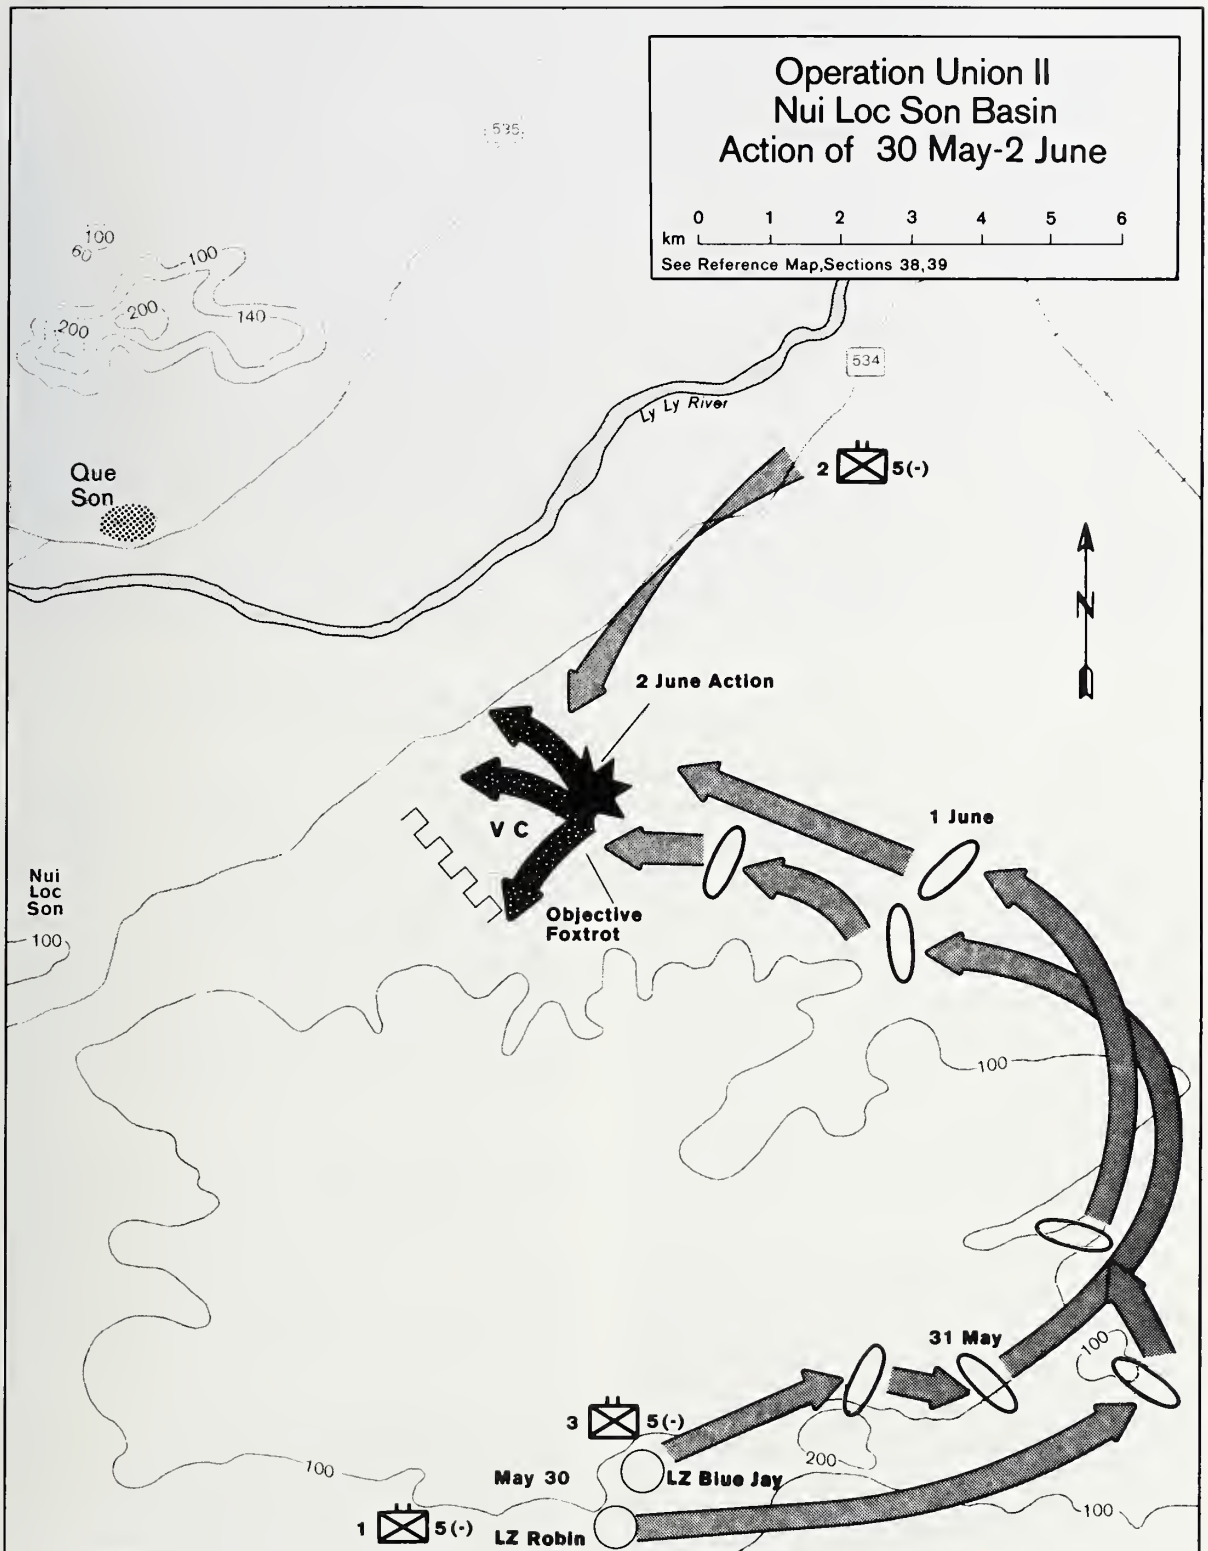 Operation Union II
Nui Loc Son Basin
Action of 30 May-2 June
0 1 2 3 4 5 6
km
See Reference Map,Sections 38,39
535
100
60
100
200
200
140
534
Ly Ly River
2 5(-)
Que
Son
N
2 June Action
1 June
V C
Nui
Loc
Son
100
Objective
Foxtrot
100
31 May
100
3 5(-)
200
100
May 30
LZ Blue Jay
100
1 5(-)
LZ Robin